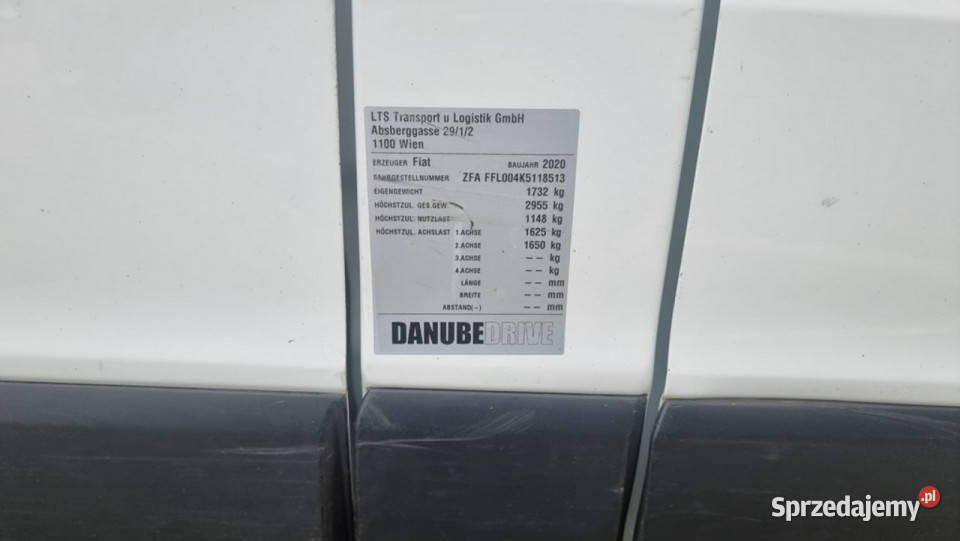 LTS Transport u Logistik GmbH
Absberggasse 29/1/2
1100 Wien
ERZEUGER Fiat BAUJAHR 2020
FAHRGESTELLNUMMER ZFA FFL004K5118513
EIGENGEWICHT 1732 kg
HÖCHSTZUL. GES.GEW. 2955 kg
HÖCHSTZUL. NUTZLAST 1148 kg
HÖCHSTZUL. ACHSLAST 1.ACHSE 1625 kg
2.ACHSE 1650 kg
3.ACHSE -- kg
4.ACHSE -- kg
LÄNGE -- mm
BREITE -- mm
ABSTAND(-) -- mm
DANUBEDRIVE
Sprzedajemy.pl